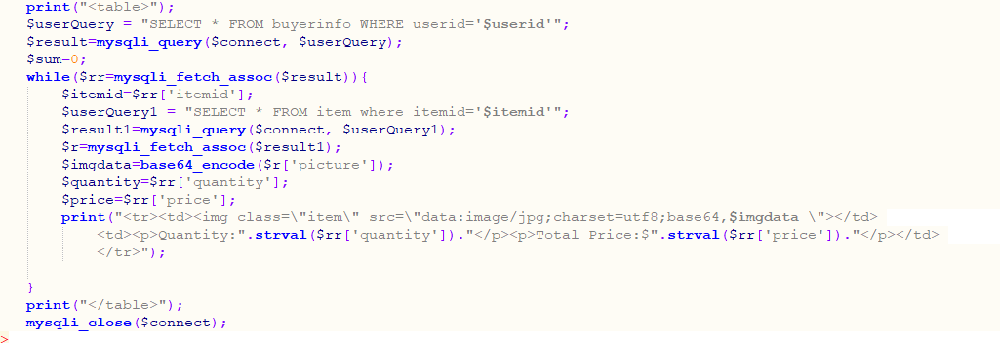 print("<table>");
$userQuery = "SELECT * FROM buyerinfo WHERE userid='$userid'";
$result=mysqli_query($connect, $userQuery);
$sum=0;
while($rr=mysqli_fetch_assoc($result)){
$itemid=$rr['itemid'];
$userQuery1 = "SELECT * FROM item where itemid='$itemid'";
$result1=mysqli_query($connect, $userQuery1);
$r=mysqli_fetch_assoc($result1);
$imgdata=base64_encode($r['picture']);
$quantity=$rr['quantity'];
$price=$rr['price'];
print("<tr><td><img class=\"item\" src=\"data:image/jpg;charset=utf8;base64,$imgdata \"></td>
<td><p>Quantity:".strval($rr['quantity'])."</p><p>Total Price:$".strval($rr['price'])."</p></td>
</tr>");
}
print("</table>");
mysqli_close($connect);
>